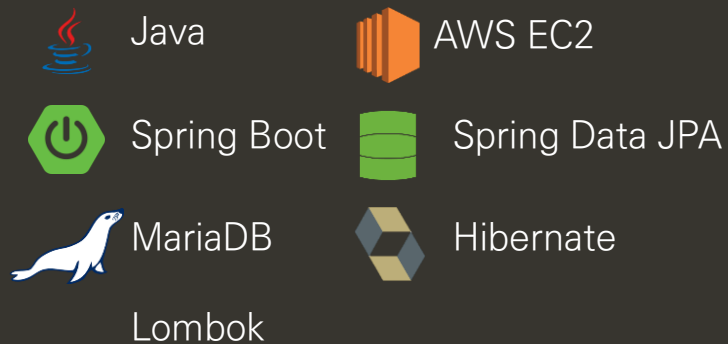 Java
AWS EC2
Spring Boot
Spring Data JPA
MariaDB
Hibernate
Lombok